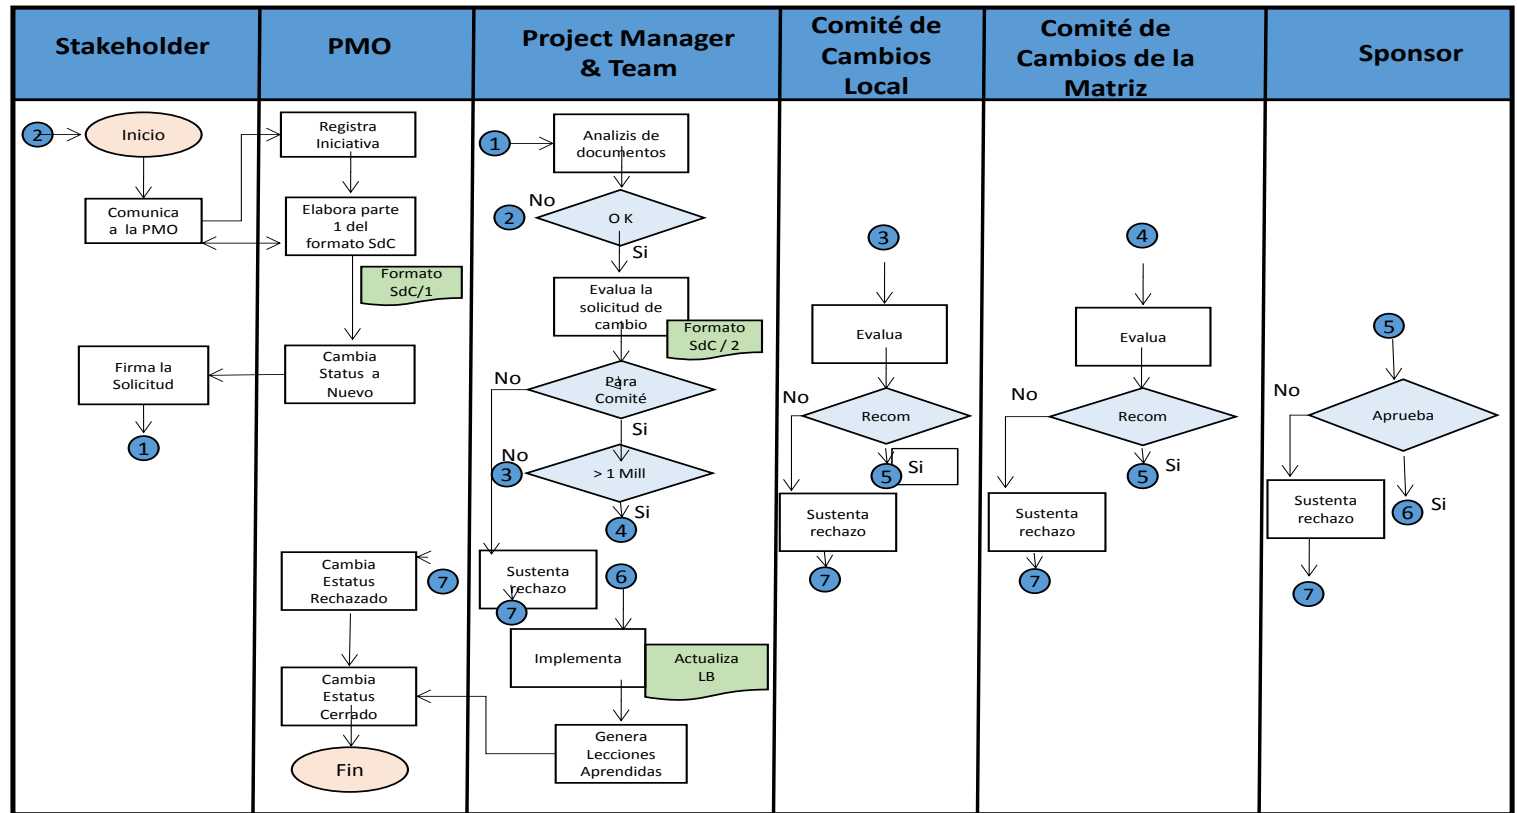 Stakeholder
PMO
Project Manager
& Team
Comité de
Cambios
Local
Comité de
Cambios de la
Matriz
Sponsor
2
Inicio
Comunica
a la PMO
Firma la
Solicitud
1
Registra
Iniciativa
Elabora parte
1 del
formato SdC
Formato
SdC/1
Cambia
Status a
Nuevo
Cambia
Estatus
Rechazado
7
Cambia
Estatus
Cerrado
Fin
1
Analizis de
documentos
No
2
O K
Si
Evalua la
solicitud de
cambio
Formato
SdC / 2
No
Para
Comité
Si
No
3
> 1 Mill
Si
4
Sustenta
rechazo
7
6
Implementa
Actualiza
LB
Genera
Lecciones
Aprendidas
3
Evalua
No
Recom
5
Si
Sustenta
rechazo
7
4
Evalua
No
Recom
Si
5
Sustenta
rechazo
7
5
No
Aprueba
6
Si
Sustenta
rechazo
7